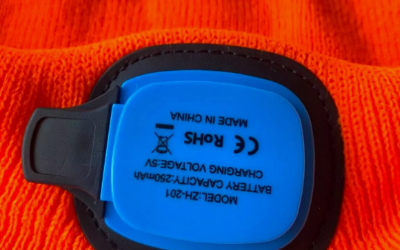 MODEL:ZH-201
BATTERY CAPACITY:250mAh
CHARGING VOLTAGE:5V
CE RoHS
MADE IN CHINA